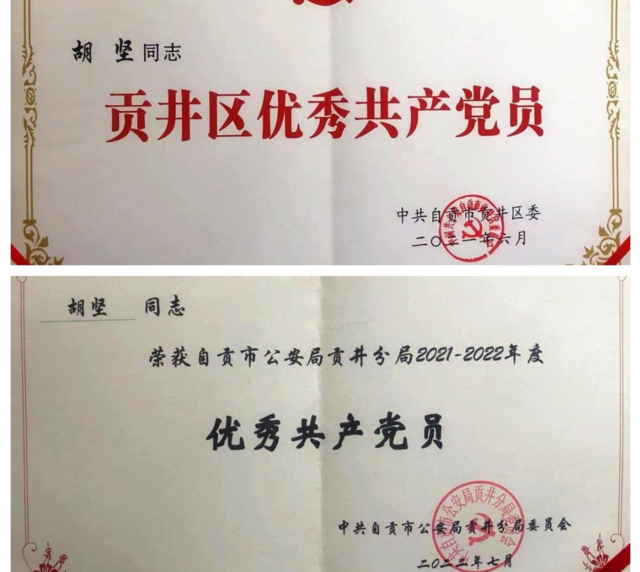 胡 坚 同志
贡井区优秀共产党员
中共自贡市贡井区委
二〇二一年六月
胡坚 同志
荣获自贡市公安局贡井分局2021-2022年度
优秀共产党员
中共自贡市公安局贡井分局委员会
二〇二二年七月